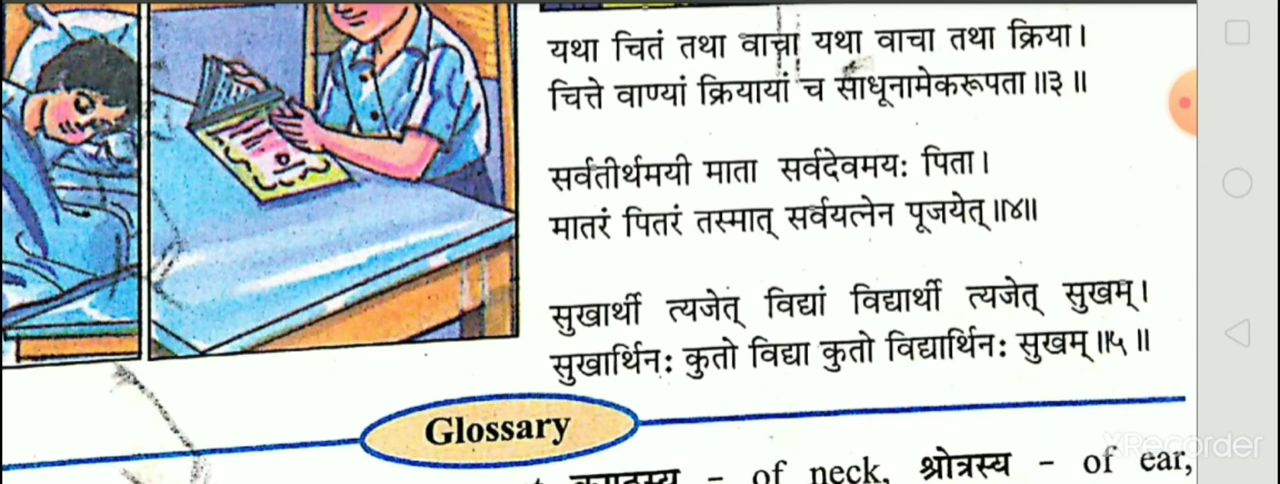 यथा चितं तथा वाचा यथा वाचा तथा क्रिया।
चित्ते वाण्यां क्रियायां च साधूनामेकरूपता॥३॥
सर्वतीर्थमयी माता सर्वदेवमयः पिता।
मातरं पितरं तस्मात् सर्वयत्नेन पूजयेत्॥४॥
सुखार्थी त्यजेत् विद्यां विद्यार्थी त्यजेत् सुखम्।
सुखार्थिनः कुतो विद्या कुतो विद्यार्थिनः सुखम्॥५॥
Glossary
- of neck, श्रोत्रस्य - of ear,
XRecorder